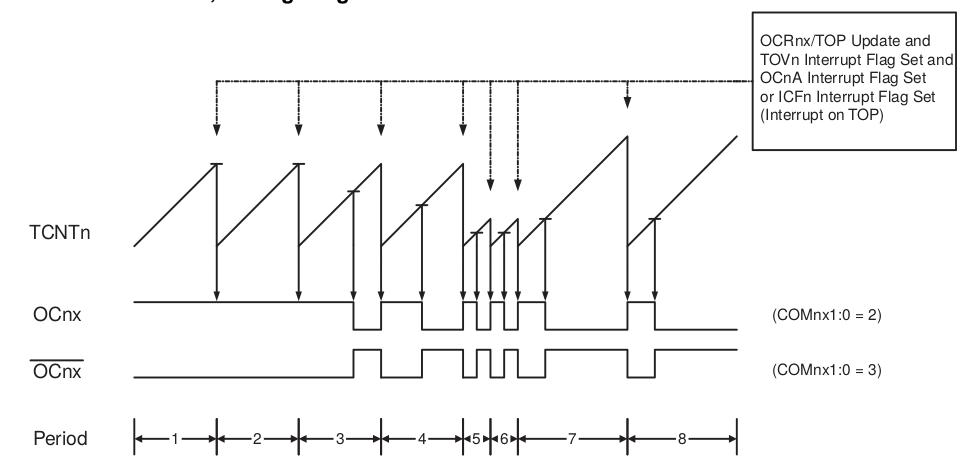 OCRnx/TOP Update and
TOVn Interrupt Flag Set and
OCnA Interrupt Flag Set
or ICFn Interrupt Flag Set
(Interrupt on TOP)
TCNTn
OCnx
(COMnx1:0 = 2)
OCnx
(COMnx1:0 = 3)
Period
1 2 3 4 5 6 7 8